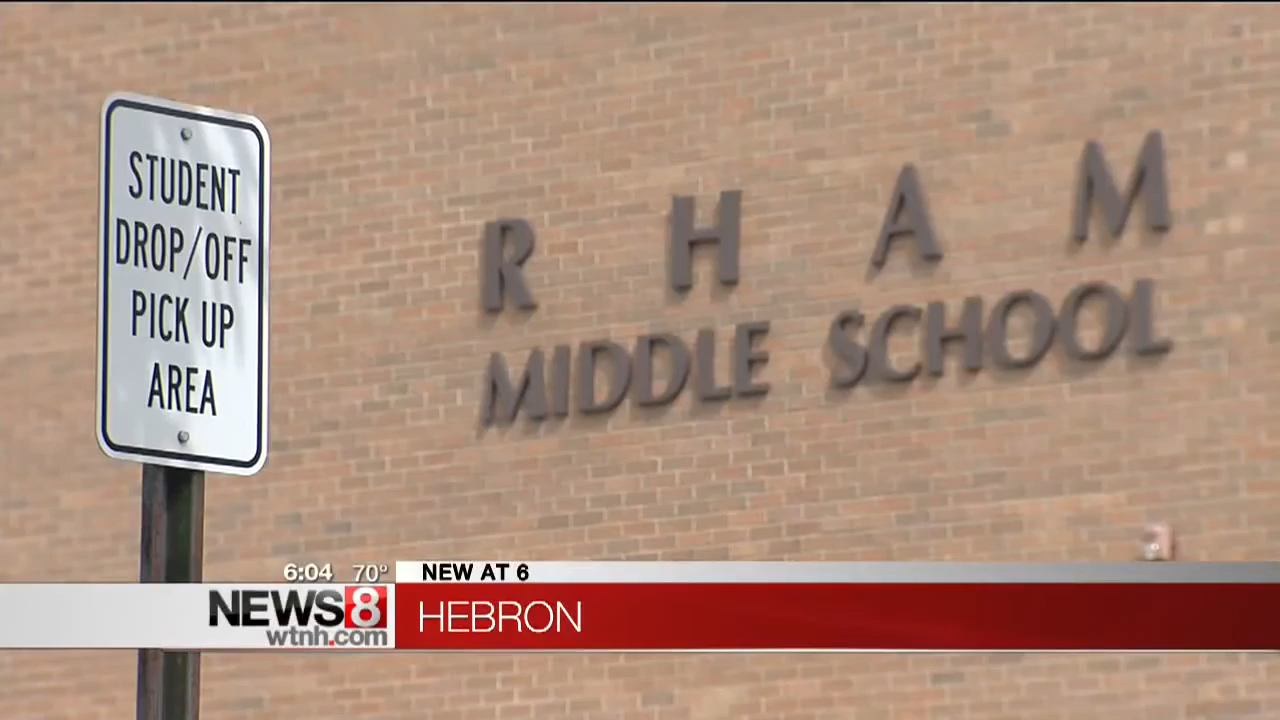 STUDENT
DROP/OFF
PICK UP
AREA
R H A M
MIDDLE SCHOOL
6:04 70°
NEW AT 6
NEWS8
wtnh.com
HEBRON